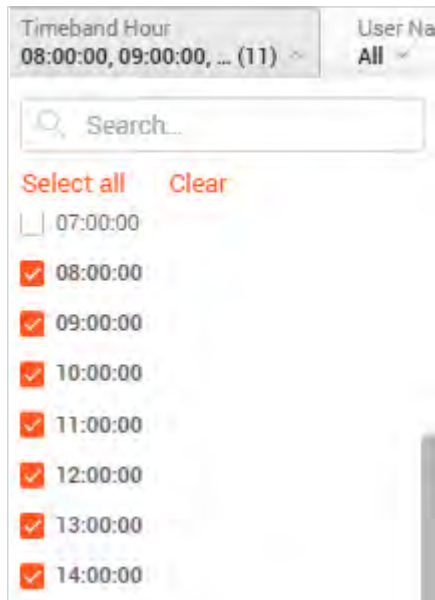 Timeband Hour
08:00:00, 09:00:00, ... (11)
User Na
All
Search...
Select all Clear
07:00:00
08:00:00
09:00:00
10:00:00
11:00:00
12:00:00
13:00:00
14:00:00